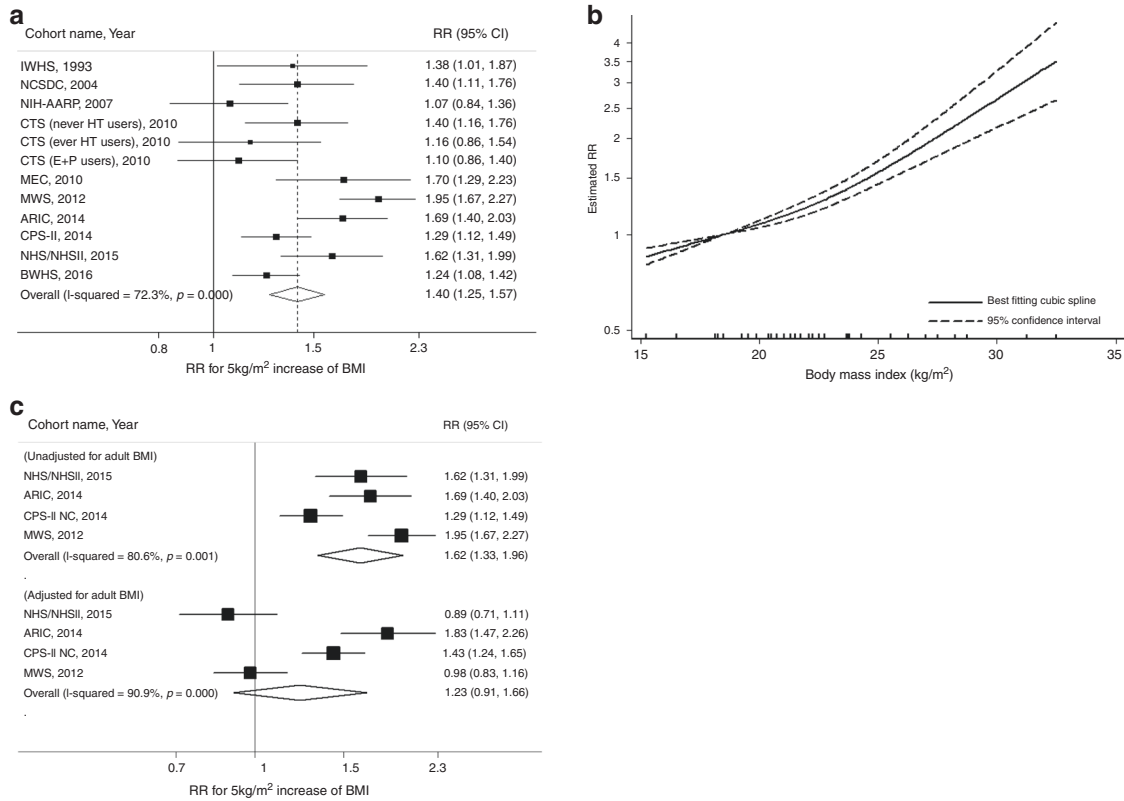 a
Cohort name, Year RR (95% CI)
IWHS, 1993 1.38 (1.01, 1.87)
NCSDC, 2004 1.40 (1.11, 1.76)
NIH-AARP, 2007 1.07 (0.84, 1.36)
CTS (never HT users), 2010 1.40 (1.16, 1.76)
CTS (ever HT users), 2010 1.16 (0.86, 1.54)
CTS (E+P users), 2010 1.10 (0.86, 1.40)
MEC, 2010 1.70 (1.29, 2.23)
MWS, 2012 1.95 (1.67, 2.27)
ARIC, 2014 1.69 (1.40, 2.03)
CPS-II, 2014 1.29 (1.12, 1.49)
NHS/NHSII, 2015 1.62 (1.31, 1.99)
BWHS, 2016 1.24 (1.08, 1.42)
Overall (I-squared = 72.3%, p = 0.000) 1.40 (1.25, 1.57)
0.8 1 1.5 2.3
RR for 5kg/m² increase of BMI
b
4
3.5
3
2.5
2
1.5
1
0.5
Estimated RR
Best fitting cubic spline
95% confidence interval
15 20 25 30 35
Body mass index (kg/m²)
c
Cohort name, Year RR (95% CI)
(Unadjusted for adult BMI)
NHS/NHSII, 2015 1.62 (1.31, 1.99)
ARIC, 2014 1.69 (1.40, 2.03)
CPS-II NC, 2014 1.29 (1.12, 1.49)
MWS, 2012 1.95 (1.67, 2.27)
Overall (I-squared = 80.6%, p = 0.001) 1.62 (1.33, 1.96)
.
(Adjusted for adult BMI)
NHS/NHSII, 2015 0.89 (0.71, 1.11)
ARIC, 2014 1.83 (1.47, 2.26)
CPS-II NC, 2014 1.43 (1.24, 1.65)
MWS, 2012 0.98 (0.83, 1.16)
Overall (I-squared = 90.9%, p = 0.000) 1.23 (0.91, 1.66)
.
0.7 1 1.5 2.3
RR for 5kg/m² increase of BMI